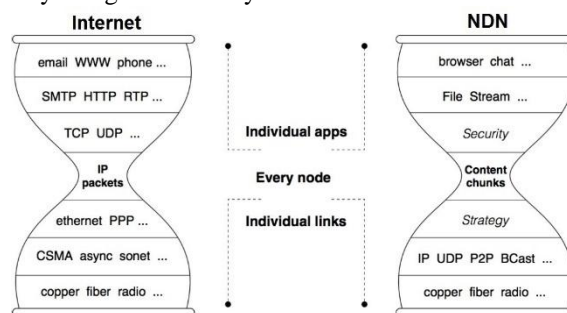 Internet
email WWW phone ...
SMTP HTTP RTP ...
TCP UDP ...
IP
packets
ethernet PPP ...
CSMA async sonet ...
copper fiber radio ...
Individual apps
Every node
Individual links
NDN
browser chat ...
File Stream ...
Security
Content
chunks
Strategy
IP UDP P2P BCast ...
copper fiber radio ...